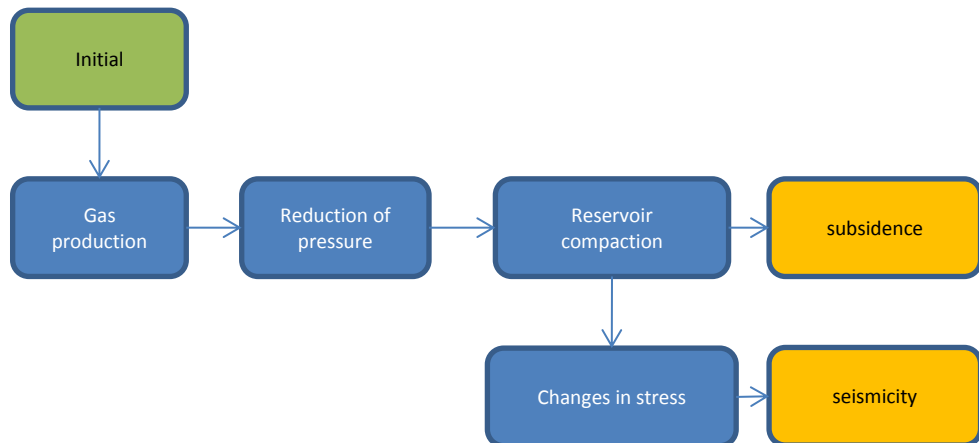 Initial
Gas
production
Reduction of
pressure
Reservoir
compaction
subsidence
Changes in stress
seismicity